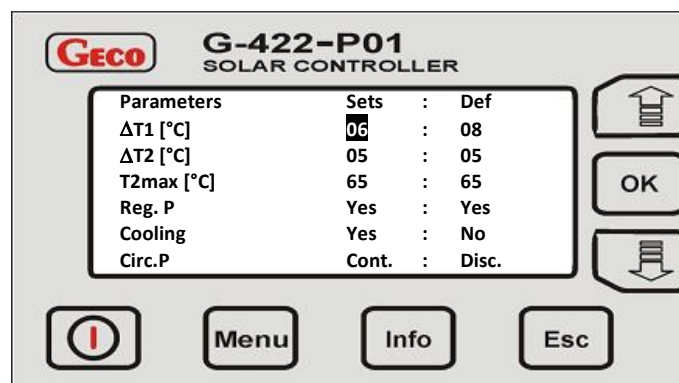 GECO
G-422-P01
SOLAR CONTROLLER
Parameters Sets : Def
ΔT1 [°C] 06 : 08
ΔT2 [°C] 05 : 05
T2max [°C] 65 : 65
Reg. P Yes : Yes
Cooling Yes : No
Circ.P Cont. : Disc.
OK
Menu Info Esc